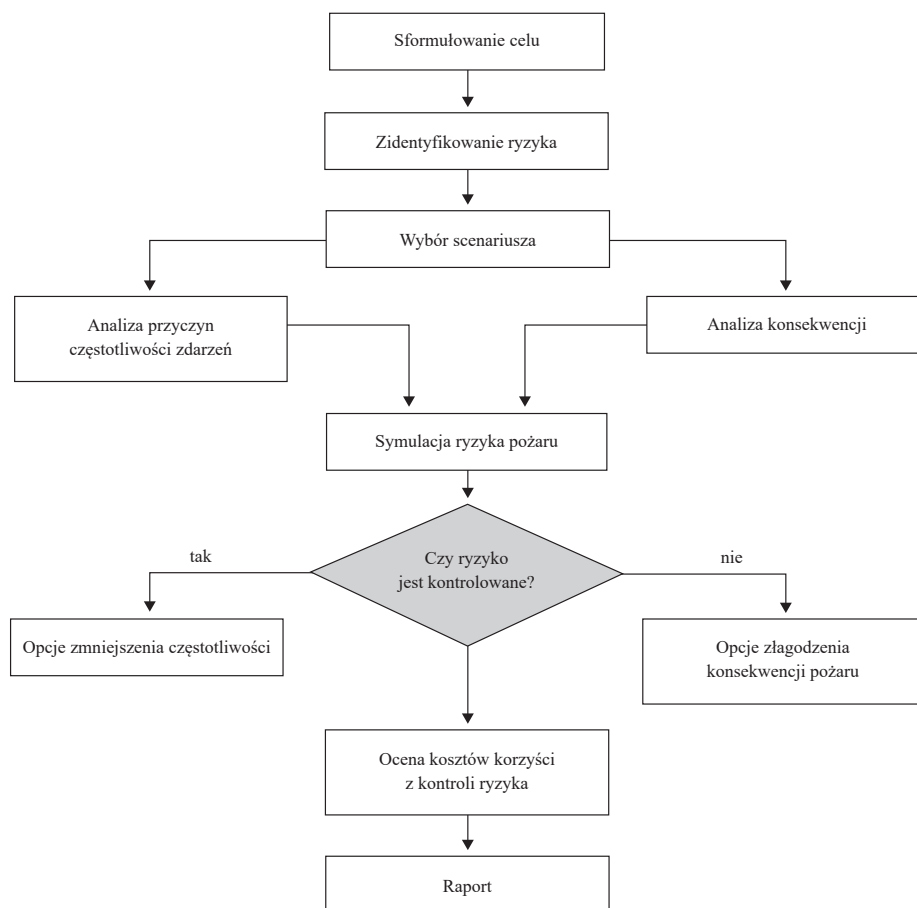 Sformułowanie celu
Zidentyfikowanie ryzyka
Wybór scenariusza
Analiza przyczyn
częstotliwości zdarzeń
Analiza konsekwencji
Symulacja ryzyka pożaru
Czy ryzyko
jest kontrolowane?
tak
nie
Opcje zmniejszenia częstotliwości
Opcje złagodzenia
konsekwencji pożaru
Ocena kosztów korzyści
z kontroli ryzyka
Raport